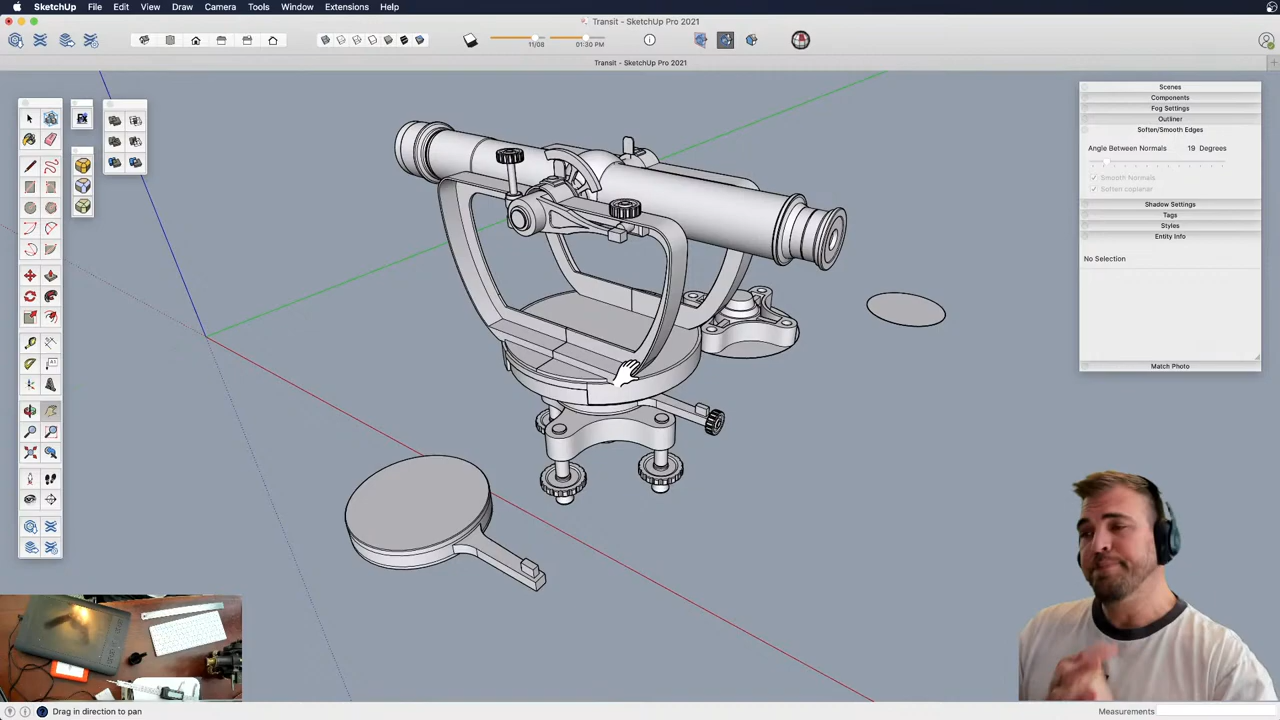 SketchUp File Edit View Draw Camera Tools Window Extensions Help
Transit - SketchUp Pro 2021
11/08 01:30 PM
Transit - SketchUp Pro 2021
Scenes
Components
Fog Settings
Outliner
Soften/Smooth Edges
Angle Between Normals 19 Degrees
Smooth Normals
Soften coplanar
Shadow Settings
Tags
Styles
Entity Info
No Selection
Match Photo
Drag in direction to pan
Measurements